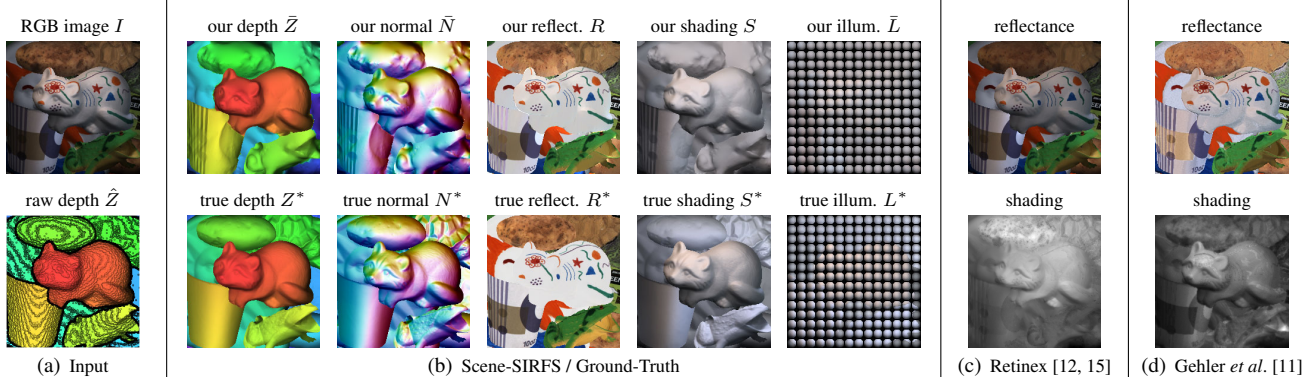 RGB image I
our depth Z̄
our normal N̄
our reflect. R
our shading S
our illum. L̄
reflectance
reflectance
raw depth Ẑ
true depth Z*
true normal N*
true reflect. R*
true shading S*
true illum. L*
shading
shading
(a) Input
(b) Scene-SIRFS / Ground-Truth
(c) Retinex [12, 15]
(d) Gehler et al. [11]